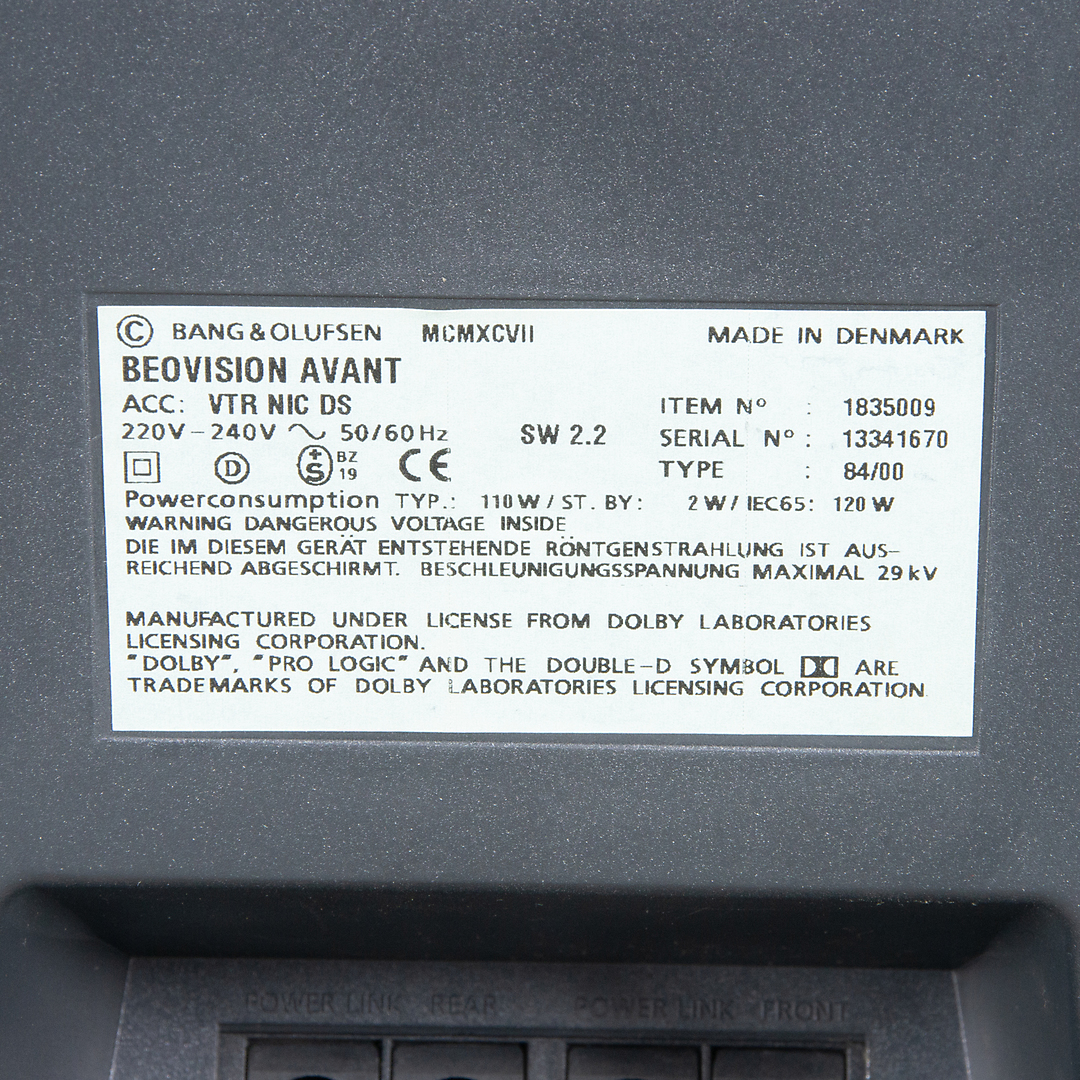 © BANG & OLUFSEN MCMXCVII MADE IN DENMARK
BEOVISION AVANT
ACC: VTR NIC DS ITEM Nº : 1835009
220V – 240V ∿ 50/60Hz SW 2.2 SERIAL Nº : 13341670
D +S BZ 19 CE TYPE : 84/00
Powerconsumption TYP.: 110W / ST. BY: 2W / IEC65: 120W
WARNING DANGEROUS VOLTAGE INSIDE
DIE IM DIESEM GERÄT ENTSTEHENDE RÖNTGENSTRAHLUNG IST AUS–
REICHEND ABGESCHIRMT. BESCHLEUNIGUNGSSPANNUNG MAXIMAL 29kV
MANUFACTURED UNDER LICENSE FROM DOLBY LABORATORIES
LICENSING CORPORATION.
"DOLBY", "PRO LOGIC" AND THE DOUBLE–D SYMBOL ARE
TRADEMARKS OF DOLBY LABORATORIES LICENSING CORPORATION
POWER LINK REAR POWER LINK FRONT